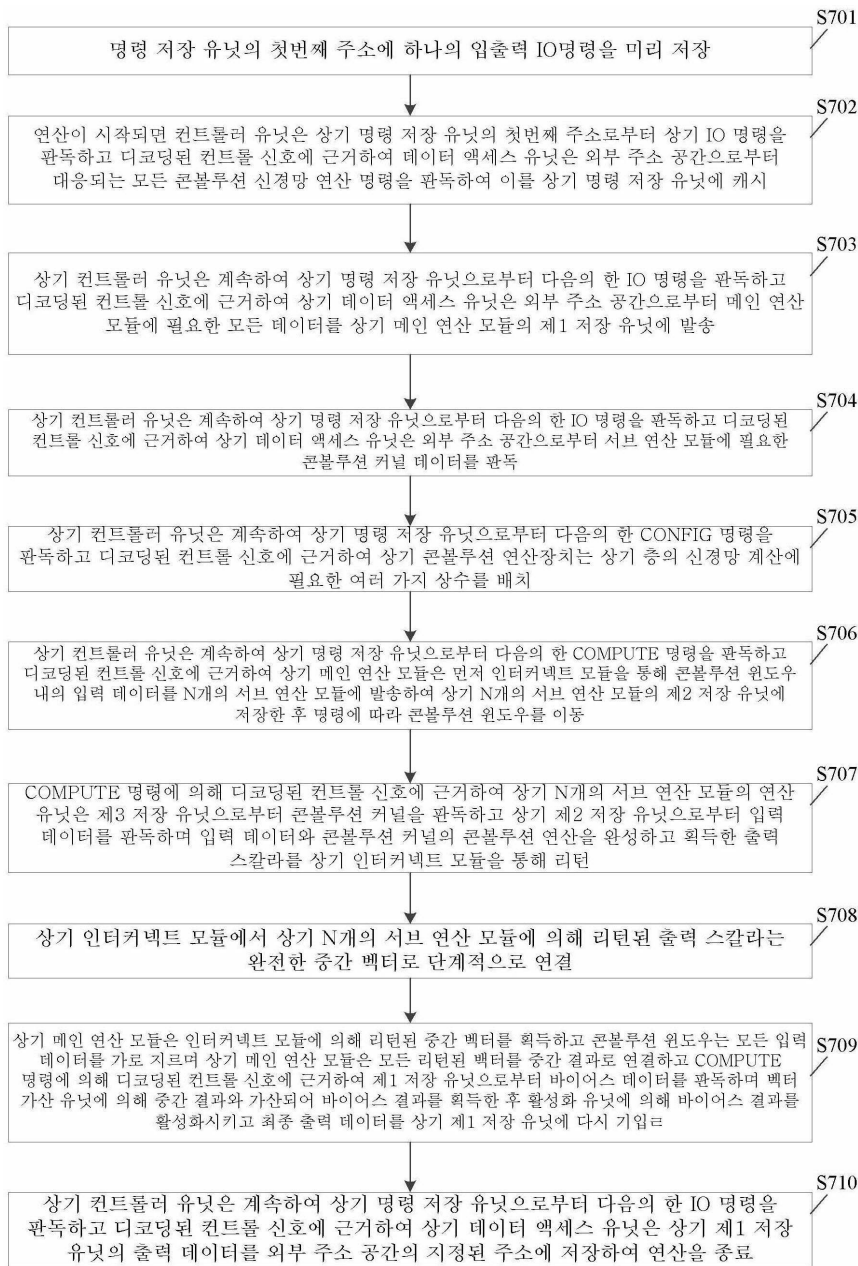 S701
명령 저장 유닛의 첫번째 주소에 하나의 입출력 IO명령을 미리 저장
S702
연산이 시작되면 컨트롤러 유닛은 상기 명령 저장 유닛의 첫번째 주소로부터 상기 IO 명령을
판독하고 디코딩된 컨트롤 신호에 근거하여 데이터 액세스 유닛은 외부 주소 공간으로부터
대응되는 모든 콘볼루션 신경망 연산 명령을 판독하여 이를 상기 명령 저장 유닛에 캐시
S703
상기 컨트롤러 유닛은 계속하여 상기 명령 저장 유닛으로부터 다음의 한 IO 명령을 판독하고
디코딩된 컨트롤 신호에 근거하여 상기 데이터 액세스 유닛은 외부 주소 공간으로부터 메인 연산
모듈에 필요한 모든 데이터를 상기 메인 연산 모듈의 제1 저장 유닛에 발송
S704
상기 컨트롤러 유닛은 계속하여 상기 명령 저장 유닛으로부터 다음의 한 IO 명령을 판독하고 디코딩된
컨트롤 신호에 근거하여 상기 데이터 액세스 유닛은 외부 주소 공간으로부터 서브 연산 모듈에 필요한
콘볼루션 커널 데이터를 판독
S705
상기 컨트롤러 유닛은 계속하여 상기 명령 저장 유닛으로부터 다음의 한 CONFIG 명령을
판독하고 디코딩된 컨트롤 신호에 근거하여 상기 콘볼루션 연산장치는 상기 층의 신경망 계산에
필요한 여러 가지 상수를 배치
S706
상기 컨트롤러 유닛은 계속하여 상기 명령 저장 유닛으로부터 다음의 한 COMPUTE 명령을 판독하고
디코딩된 컨트롤 신호에 근거하여 상기 메인 연산 모듈은 먼저 인터커넥트 모듈을 통해 콘볼루션 윈도우
내의 입력 데이터를 N개의 서브 연산 모듈에 발송하여 상기 N개의 서브 연산 모듈의 제2 저장 유닛에
저장한 후 명령에 따라 콘볼루션 윈도우를 이동
S707
COMPUTE 명령에 의해 디코딩된 컨트롤 신호에 근거하여 상기 N개의 서브 연산 모듈의 연산
유닛은 제3 저장 유닛으로부터 콘볼루션 커널을 판독하고 상기 제2 저장 유닛으로부터 입력
데이터를 판독하며 입력 데이터와 콘볼루션 커널의 콘볼루션 연산을 완성하고 획득한 출력
스칼라를 상기 인터커넥트 모듈을 통해 리턴
S708
상기 인터커넥트 모듈에서 상기 N개의 서브 연산 모듈에 의해 리턴된 출력 스칼라는
완전한 중간 벡터로 단계적으로 연결
S709
상기 메인 연산 모듈은 인터커넥트 모듈에 의해 리턴된 중간 벡터를 획득하고 콘볼루션 윈도우는 모든 입력
데이터를 가로 지르며 상기 메인 연산 모듈은 모든 리턴된 백터를 중간 결과로 연결하고 COMPUTE
명령에 의해 디코딩된 컨트롤 신호에 근거하여 제1 저장 유닛으로부터 바이어스 데이터를 판독하며 벡터
가산 유닛에 의해 중간 결과와 가산되어 바이어스 결과를 획득한 후 활성화 유닛에 의해 바이어스 결과를
활성화시키고 최종 출력 데이터를 상기 제1 저장 유닛에 다시 기입ㄹ
S710
상기 컨트롤러 유닛은 계속하여 상기 명령 저장 유닛으로부터 다음의 한 IO 명령을
판독하고 디코딩된 컨트롤 신호에 근거하여 상기 데이터 액세스 유닛은 상기 제1 저장
유닛의 출력 데이터를 외부 주소 공간의 지정된 주소에 저장하여 연산을 종료